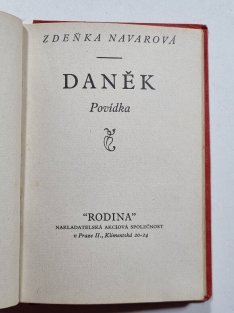 ZDEŇKA NAVAROVÁ
DANĚK
Povídka
"RODINA"
NAKLADATELSKÁ AKCIOVÁ SPOLEČNOST
v Praze II., Klimentská 20-24